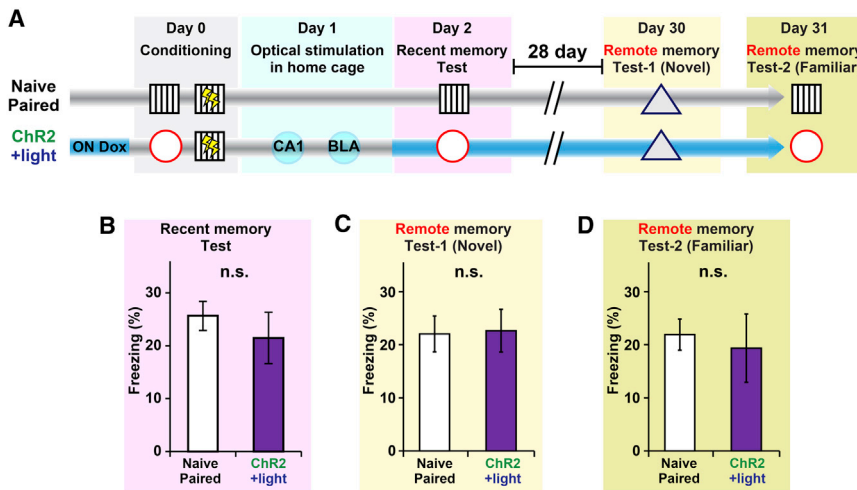 A
Day 0
Conditioning
Day 1
Optical stimulation
in home cage
Day 2
Recent memory
Test
28 day
Day 30
Remote memory
Test-1 (Novel)
Day 31
Remote memory
Test-2 (Familiar)
Naive
Paired
ChR2
+light
ON Dox
CA1
BLA
B
Recent memory
Test
n.s.
Freezing (%)
30
20
10
0
Naive
Paired
ChR2
+light
C
Remote memory
Test-1 (Novel)
n.s.
Freezing (%)
30
20
10
0
Naive
Paired
ChR2
+light
D
Remote memory
Test-2 (Familiar)
n.s.
Freezing (%)
30
20
10
0
Naive
Paired
ChR2
+light